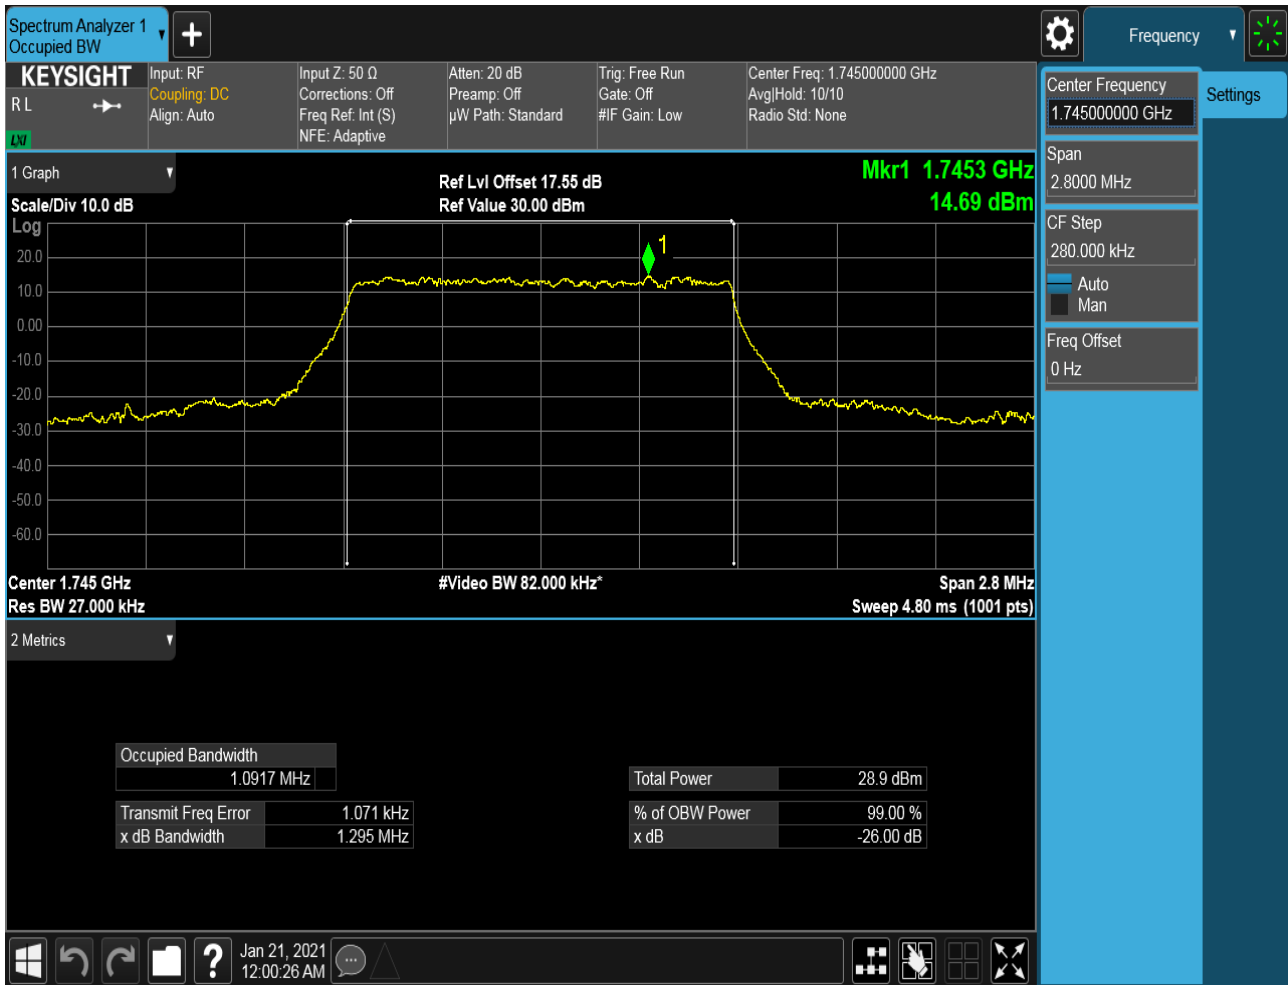 Spectrum Analyzer 1
Occupied BW
Frequency
KEYSIGHT
R L
LXI
Input: RF
Coupling: DC
Align: Auto
Input Z: 50 Ω
Corrections: Off
Freq Ref: Int (S)
NFE: Adaptive
Atten: 20 dB
Preamp: Off
µW Path: Standard
Trig: Free Run
Gate: Off
#IF Gain: Low
Center Freq: 1.745000000 GHz
Avg|Hold: 10/10
Radio Std: None
Center Frequency
1.745000000 GHz
Settings
Span
2.8000 MHz
CF Step
280.000 kHz
Auto
Man
Freq Offset
0 Hz
1 Graph
Scale/Div 10.0 dB
Log
Ref Lvl Offset 17.55 dB
Ref Value 30.00 dBm
Mkr1 1.7453 GHz
14.69 dBm
1
20.0
10.0
0.00
-10.0
-20.0
-30.0
-40.0
-50.0
-60.0
Center 1.745 GHz
Res BW 27.000 kHz
#Video BW 82.000 kHz*
Span 2.8 MHz
Sweep 4.80 ms (1001 pts)
2 Metrics
Occupied Bandwidth
1.0917 MHz
Transmit Freq Error 1.071 kHz
x dB Bandwidth 1.295 MHz
Total Power 28.9 dBm
% of OBW Power 99.00 %
x dB -26.00 dB
?
Jan 21, 2021
12:00:26 AM